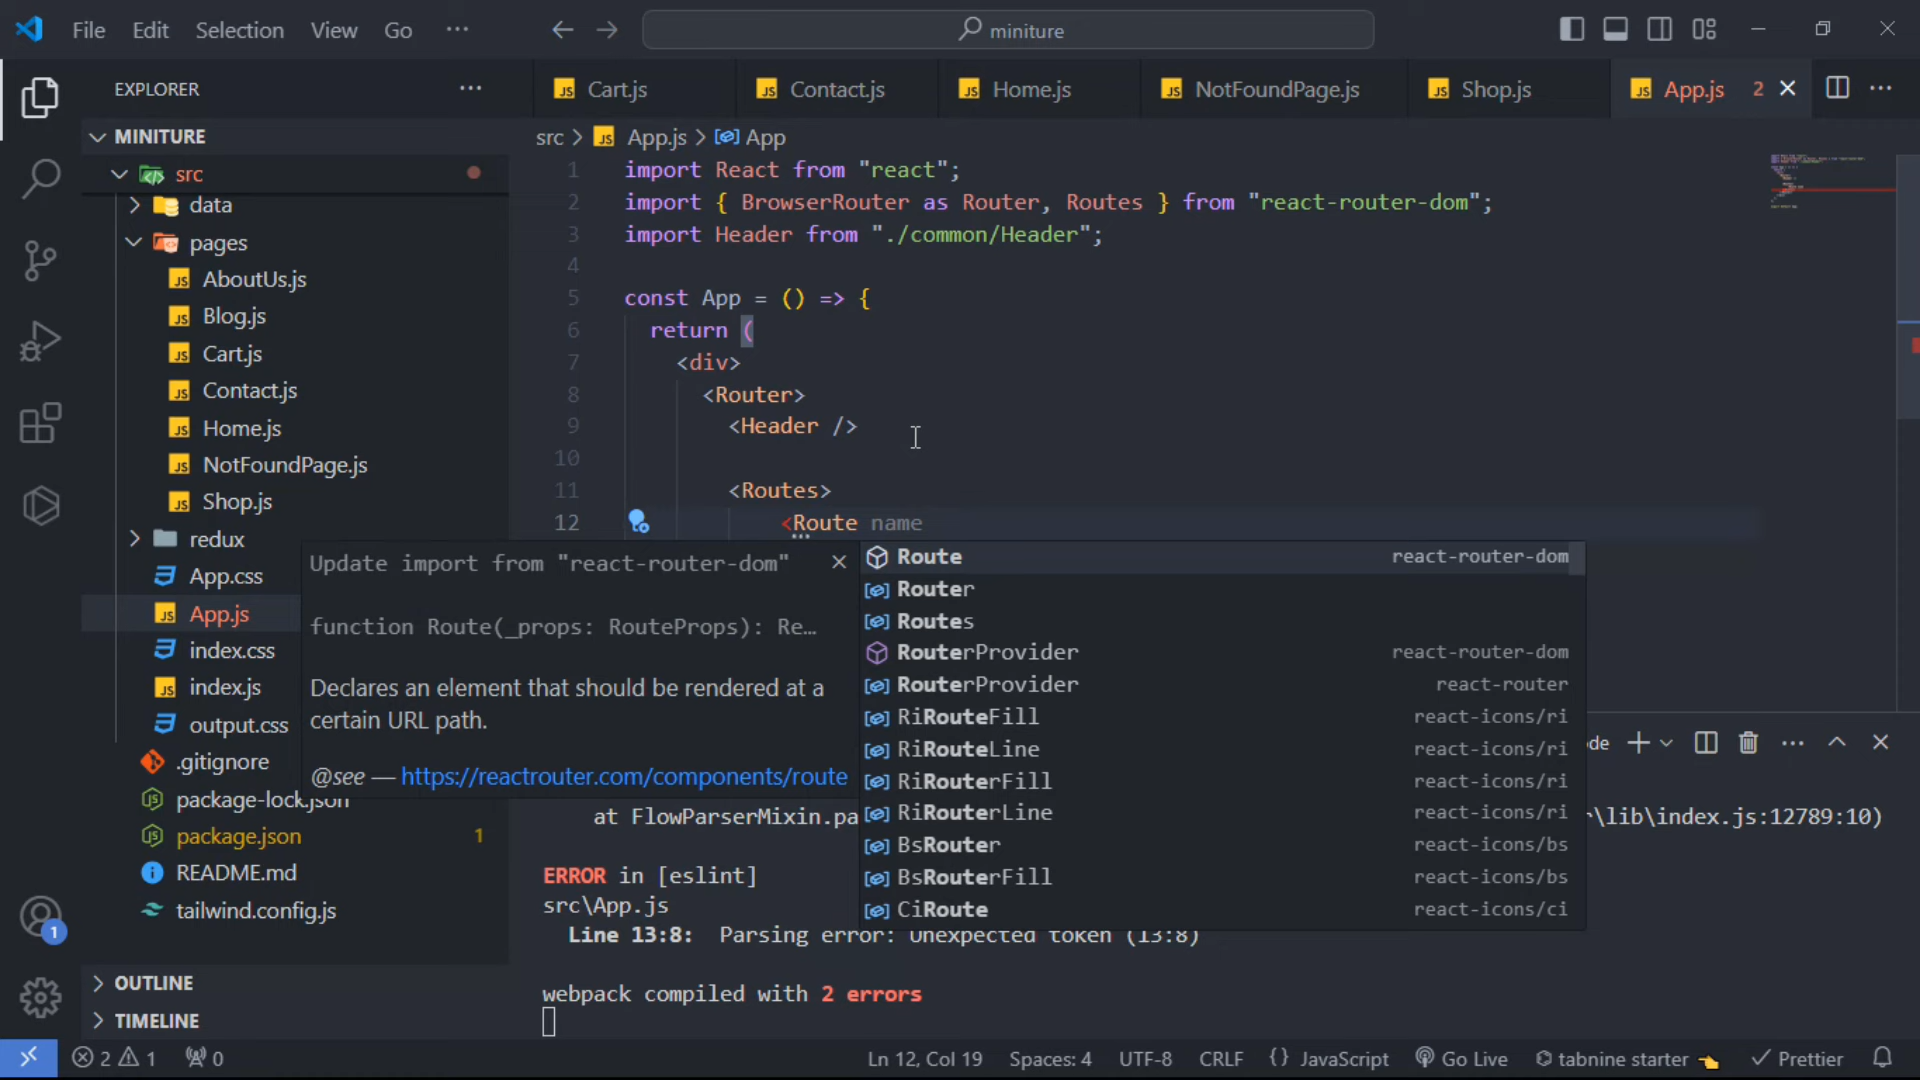 File Edit Selection View Go ···
miniture
EXPLORER
Cart.js
Contact.js
Home.js
NotFoundPage.js
Shop.js
App.js 2
MINITURE
src
data
pages
AboutUs.js
Blog.js
Cart.js
Contact.js
Home.js
NotFoundPage.js
Shop.js
redux
App.css
App.js
index.css
index.js
output.css
.gitignore
package-lock.json
package.json 1
README.md
tailwind.config.js
OUTLINE
TIMELINE
src > App.js > App
1 import React from "react";
2 import { BrowserRouter as Router, Routes } from "react-router-dom";
3 import Header from "./common/Header";
4
5 const App = () => {
6 return (
7 <div>
8 <Router>
9 <Header />
10
11 <Routes>
12 <Route name
Update import from "react-router-dom"
function Route(_props: RouteProps): Re…
Declares an element that should be rendered at a
certain URL path.
@see — https://reactrouter.com/components/route
Route react-router-dom
Router
Routes
RouterProvider react-router-dom
RouterProvider react-router
RiRouteFill react-icons/ri
RiRouteLine react-icons/ri
RiRouterFill react-icons/ri
RiRouterLine react-icons/ri
BsRouter react-icons/bs
BsRouterFill react-icons/bs
CiRoute react-icons/ci
de
at FlowParserMixin.pa
r\lib\index.js:12789:10)
ERROR in [eslint]
src\App.js
Line 13:8: Parsing error: Unexpected token (13:8)
webpack compiled with 2 errors
1
2 1 0
Ln 12, Col 19 Spaces: 4 UTF-8 CRLF {} JavaScript Go Live tabnine starter Prettier